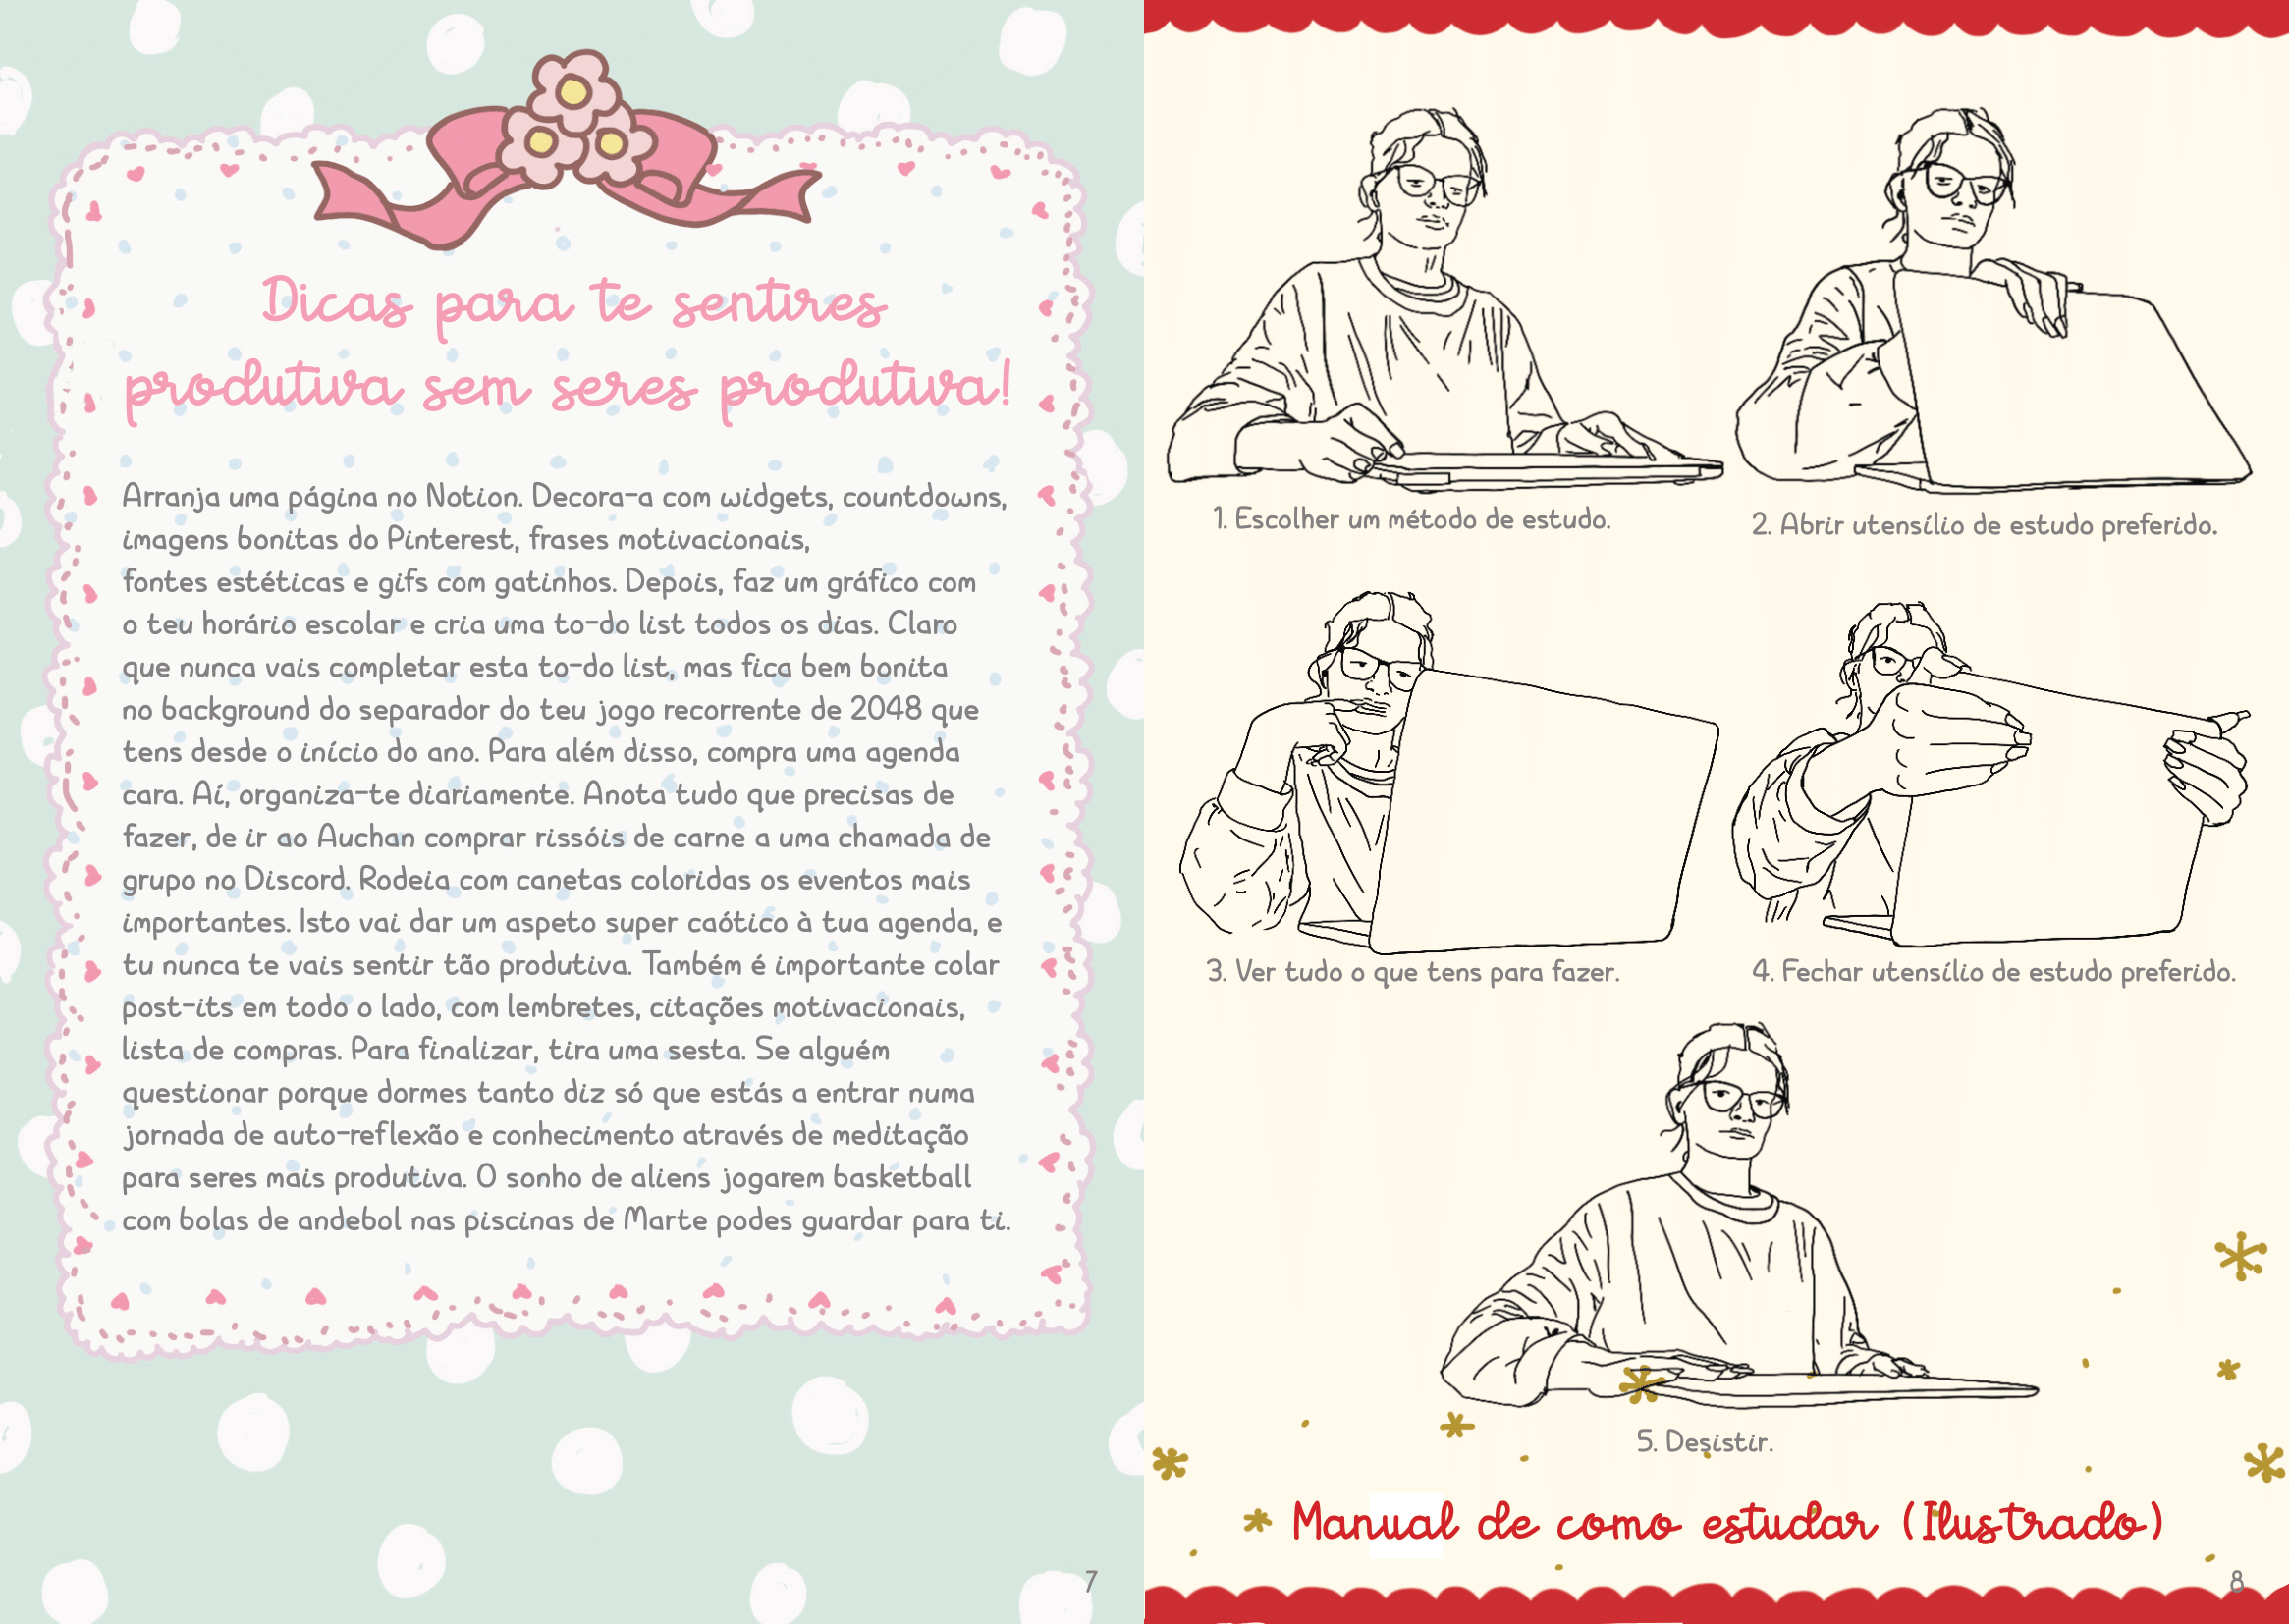 Dicas para te sentires
produtiva sem seres produtiva!
Arranja uma página no Notion. Decora-a com widgets, countdowns,
imagens bonitas do Pinterest, frases motivacionais,
fontes estéticas e gifs com gatinhos. Depois, faz um gráfico com
o teu horário escolar e cria uma to-do list todos os dias. Claro
que nunca vais completar esta to-do list, mas fica bem bonita
no background do separador do teu jogo recorrente de 2048 que
tens desde o início do ano. Para além disso, compra uma agenda
cara. Aí, organiza-te diariamente. Anota tudo que precisas de
fazer, de ir ao Auchan comprar rissóis de carne a uma chamada de
grupo no Discord. Rodeia com canetas coloridas os eventos mais
importantes. Isto vai dar um aspeto super caótico à tua agenda, e
tu nunca te vais sentir tão produtiva. Também é importante colar
post-its em todo o lado, com lembretes, citações motivacionais,
lista de compras. Para finalizar, tira uma sesta. Se alguém
questionar porque dormes tanto diz só que estás a entrar numa
jornada de auto-reflexão e conhecimento através de meditação
para seres mais produtiva. O sonho de aliens jogarem basketball
com bolas de andebol nas piscinas de Marte podes guardar para ti.
7
1. Escolher um método de estudo.
2. Abrir utensílio de estudo preferido.
3. Ver tudo o que tens para fazer.
4. Fechar utensílio de estudo preferido.
5. Desistir.
Manual de como estudar (Ilustrado)
8